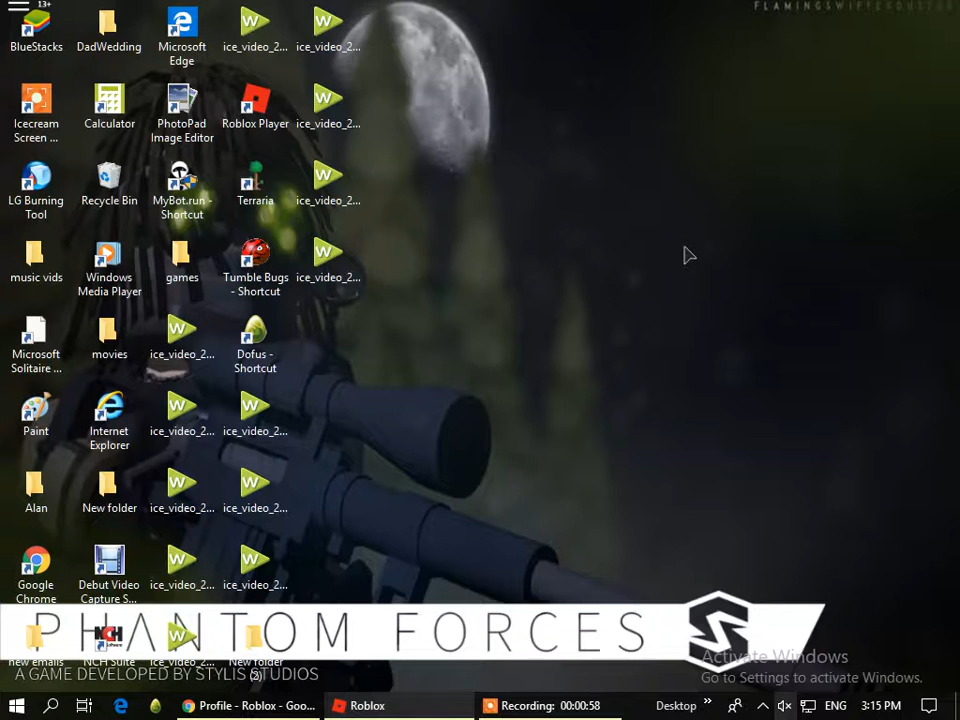 FLAMINGSWIFFERDUSTER
13+
BlueStacks
DadWedding
Microsoft
Edge
ice_video_2...
ice_video_2...
Icecream
Screen ...
Calculator
PhotoPad
Image Editor
Roblox Player
ice_video_2...
LG Burning
Tool
Recycle Bin
MyBot.run -
Shortcut
Terraria
ice_video_2...
music vids
Windows
Media Player
games
Tumble Bugs
- Shortcut
ice_video_2...
Microsoft
Solitaire ...
movies
ice_video_2...
Dofus -
Shortcut
Paint
Internet
Explorer
ice_video_2...
ice_video_2...
Alan
New folder
ice_video_2...
ice_video_2...
Google
Chrome
Debut Video
Capture S...
ice_video_2...
ice_video_2...
new emails
NCH Suite
ice_video_2...
New folder
(2)
PHANTOM FORCES
A GAME DEVELOPED BY STYLIS STUDIOS
Activate Windows
Go to Settings to activate Windows.
Profile - Roblox - Goo...
Roblox
Recording: 00:00:58
Desktop
ENG
3:15 PM